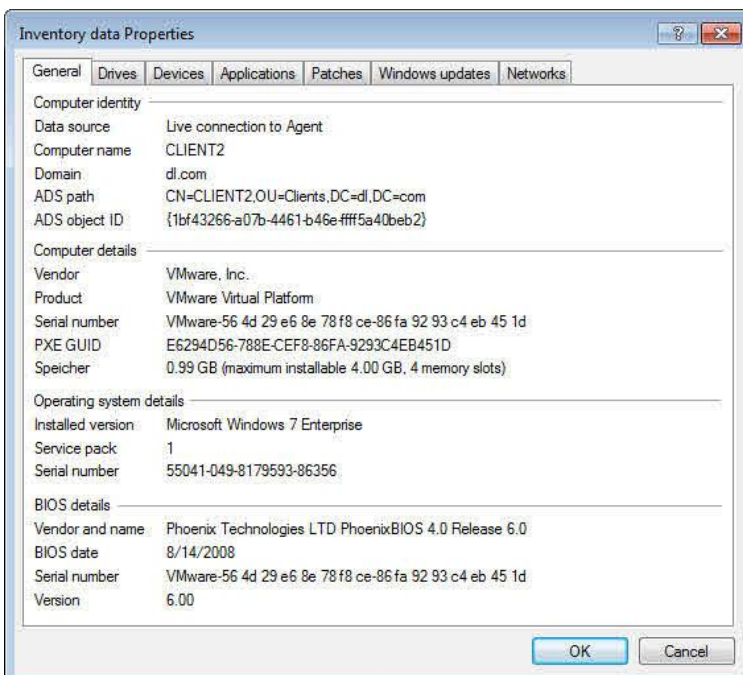 Inventory data Properties
General Drives Devices Applications Patches Windows updates Networks
Computer identity
Data source Live connection to Agent
Computer name CLIENT2
Domain dl.com
ADS path CN=CLIENT2,OU=Clients,DC=dl,DC=com
ADS object ID {1bf43266-a07b-4461-b46e-ffff5a40beb2}
Computer details
Vendor VMware, Inc.
Product VMware Virtual Platform
Serial number VMware-56 4d 29 e6 8e 78 f8 ce-86 fa 92 93 c4 eb 45 1d
PXE GUID E6294D56-788E-CEF8-86FA-9293C4EB451D
Speicher 0.99 GB (maximum installable 4.00 GB, 4 memory slots)
Operating system details
Installed version Microsoft Windows 7 Enterprise
Service pack 1
Serial number 55041-049-8179593-86356
BIOS details
Vendor and name Phoenix Technologies LTD PhoenixBIOS 4.0 Release 6.0
BIOS date 8/14/2008
Serial number VMware-56 4d 29 e6 8e 78 f8 ce-86 fa 92 93 c4 eb 45 1d
Version 6.00
OK Cancel